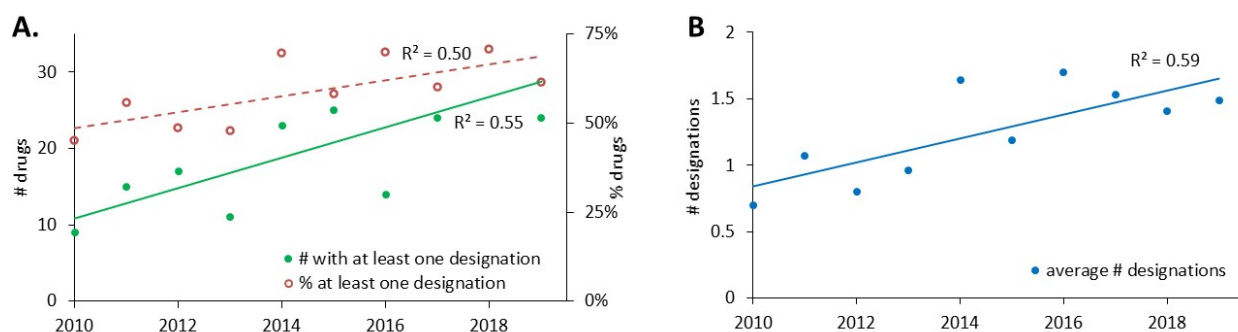 A.
R² = 0.50
R² = 0.55
30
20
10
0
# drugs
75%
50%
25%
0%
% drugs
# with at least one designation
% at least one designation
2010 2012 2014 2016 2018
B
R² = 0.59
2
1.5
1
0.5
0
# designations
average # designations
2010 2012 2014 2016 2018